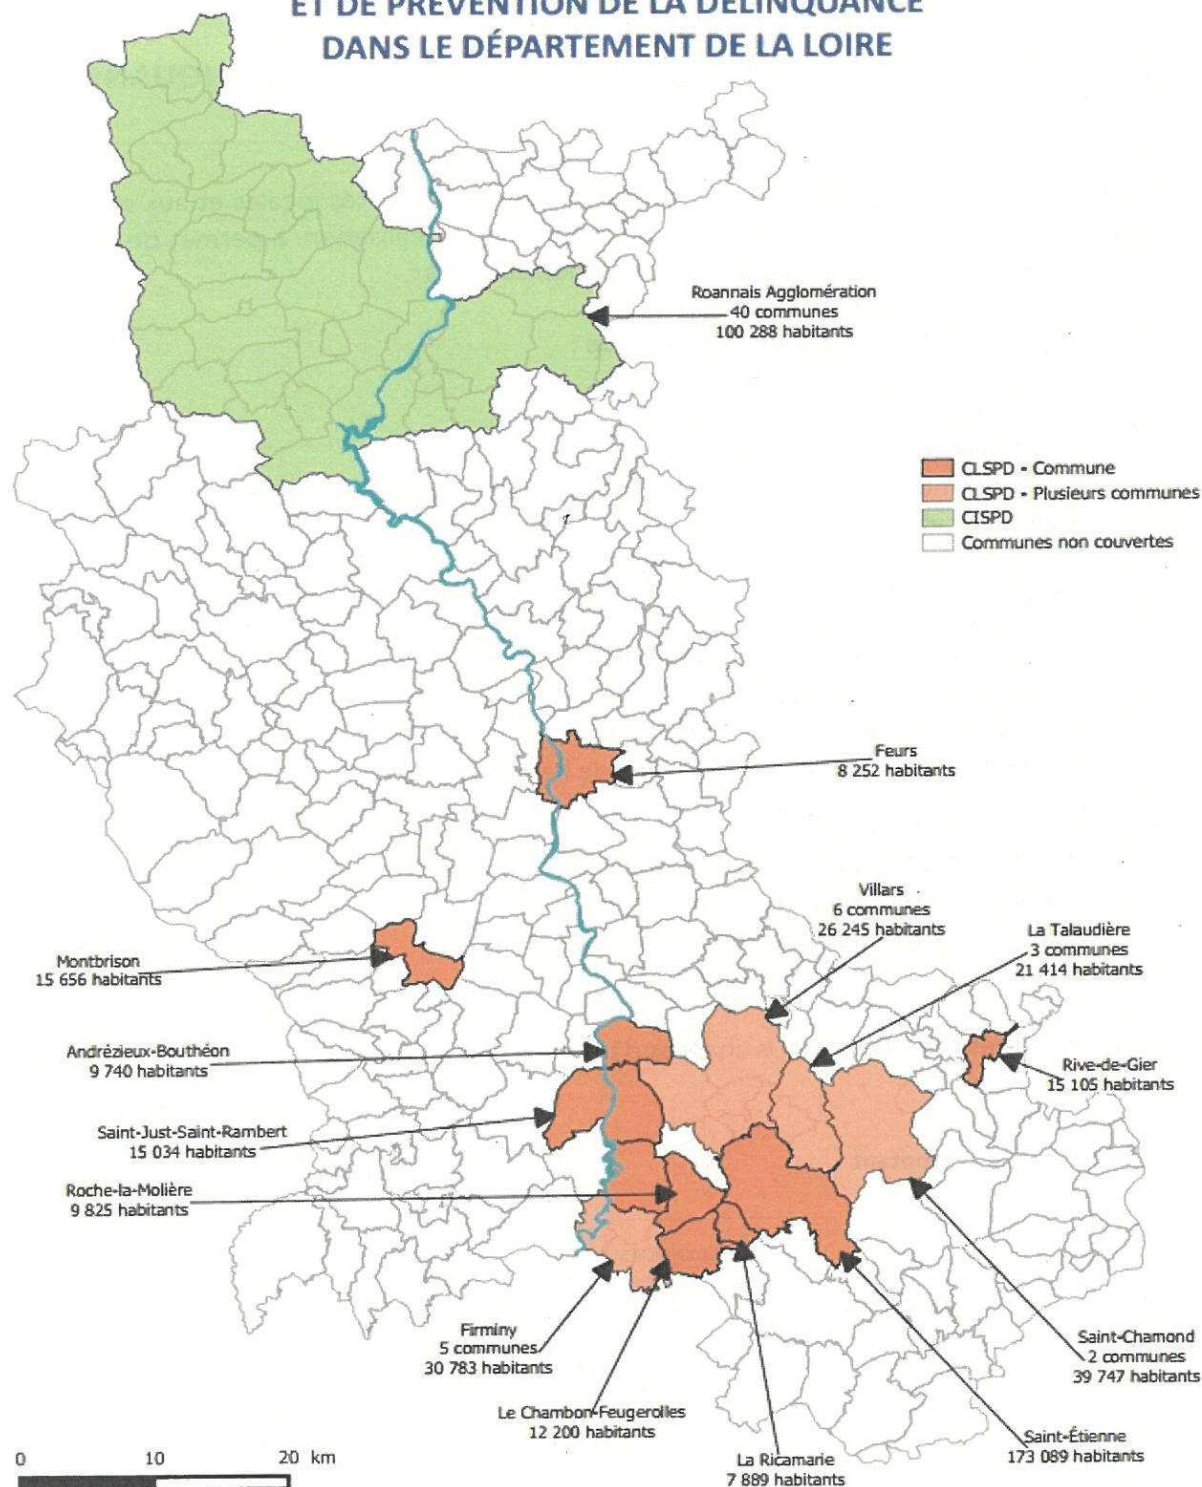 ET DE PRÉVENTION DE LA DÉLINQUANCE
DANS LE DÉPARTEMENT DE LA LOIRE
Roannais Agglomération
40 communes
100 288 habitants
CLSPD - Commune
CLSPD - Plusieurs communes
CISPD
Communes non couvertes
Feurs
8 252 habitants
Villars
6 communes
26 245 habitants
La Talaudière
3 communes
21 414 habitants
Montbrison
15 656 habitants
Andrézieux-Bouthéon
9 740 habitants
Rive-de-Gier
15 105 habitants
Saint-Just-Saint-Rambert
15 034 habitants
Roche-la-Molière
9 825 habitants
Firminy
5 communes
30 783 habitants
Saint-Chamond
2 communes
39 747 habitants
Le Chambon-Feugerolles
12 200 habitants
Saint-Étienne
173 089 habitants
La Ricamarie
7 889 habitants
0 10 20 km